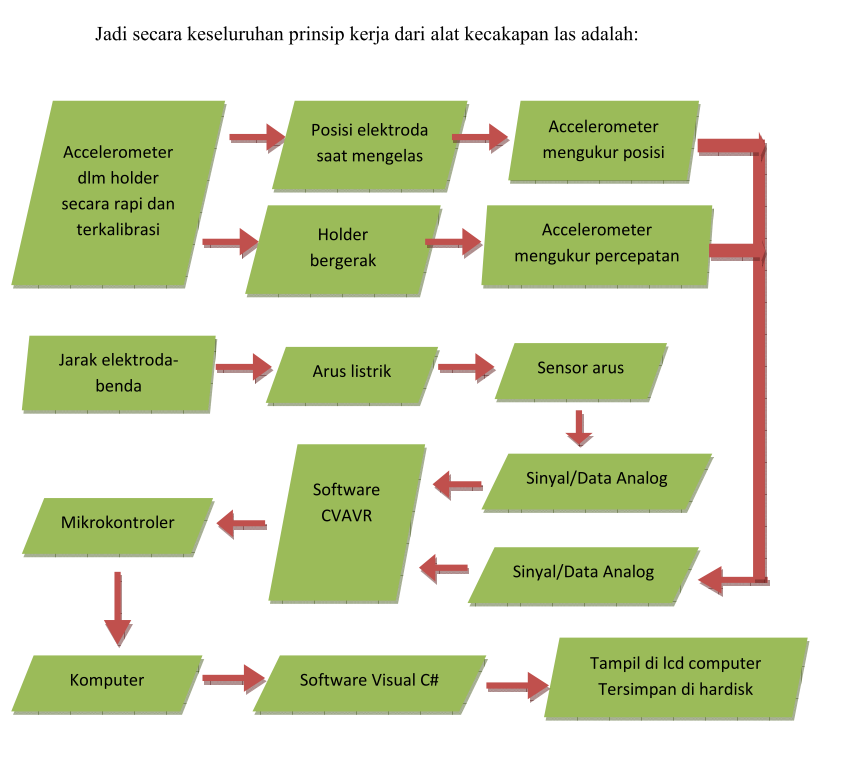 Jadi secara keseluruhan prinsip kerja dari alat kecakapan las adalah:
Accelerometer
dlm holder
secara rapi dan
terkalibrasi
Posisi elektroda
saat mengelas
Accelerometer
mengukur posisi
Holder
bergerak
Accelerometer
mengukur percepatan
Jarak elektroda-
benda
Arus listrik
Sensor arus
Sinyal/Data Analog
Software
CVAVR
Mikrokontroler
Sinyal/Data Analog
Komputer
Software Visual C#
Tampil di lcd computer
Tersimpan di hardisk